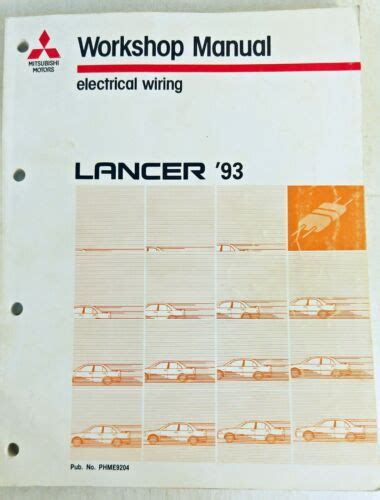 Workshop Manual
MITSUBISHI
MOTORS
electrical wiring
LANCER '93
Pub. No. PHME9204